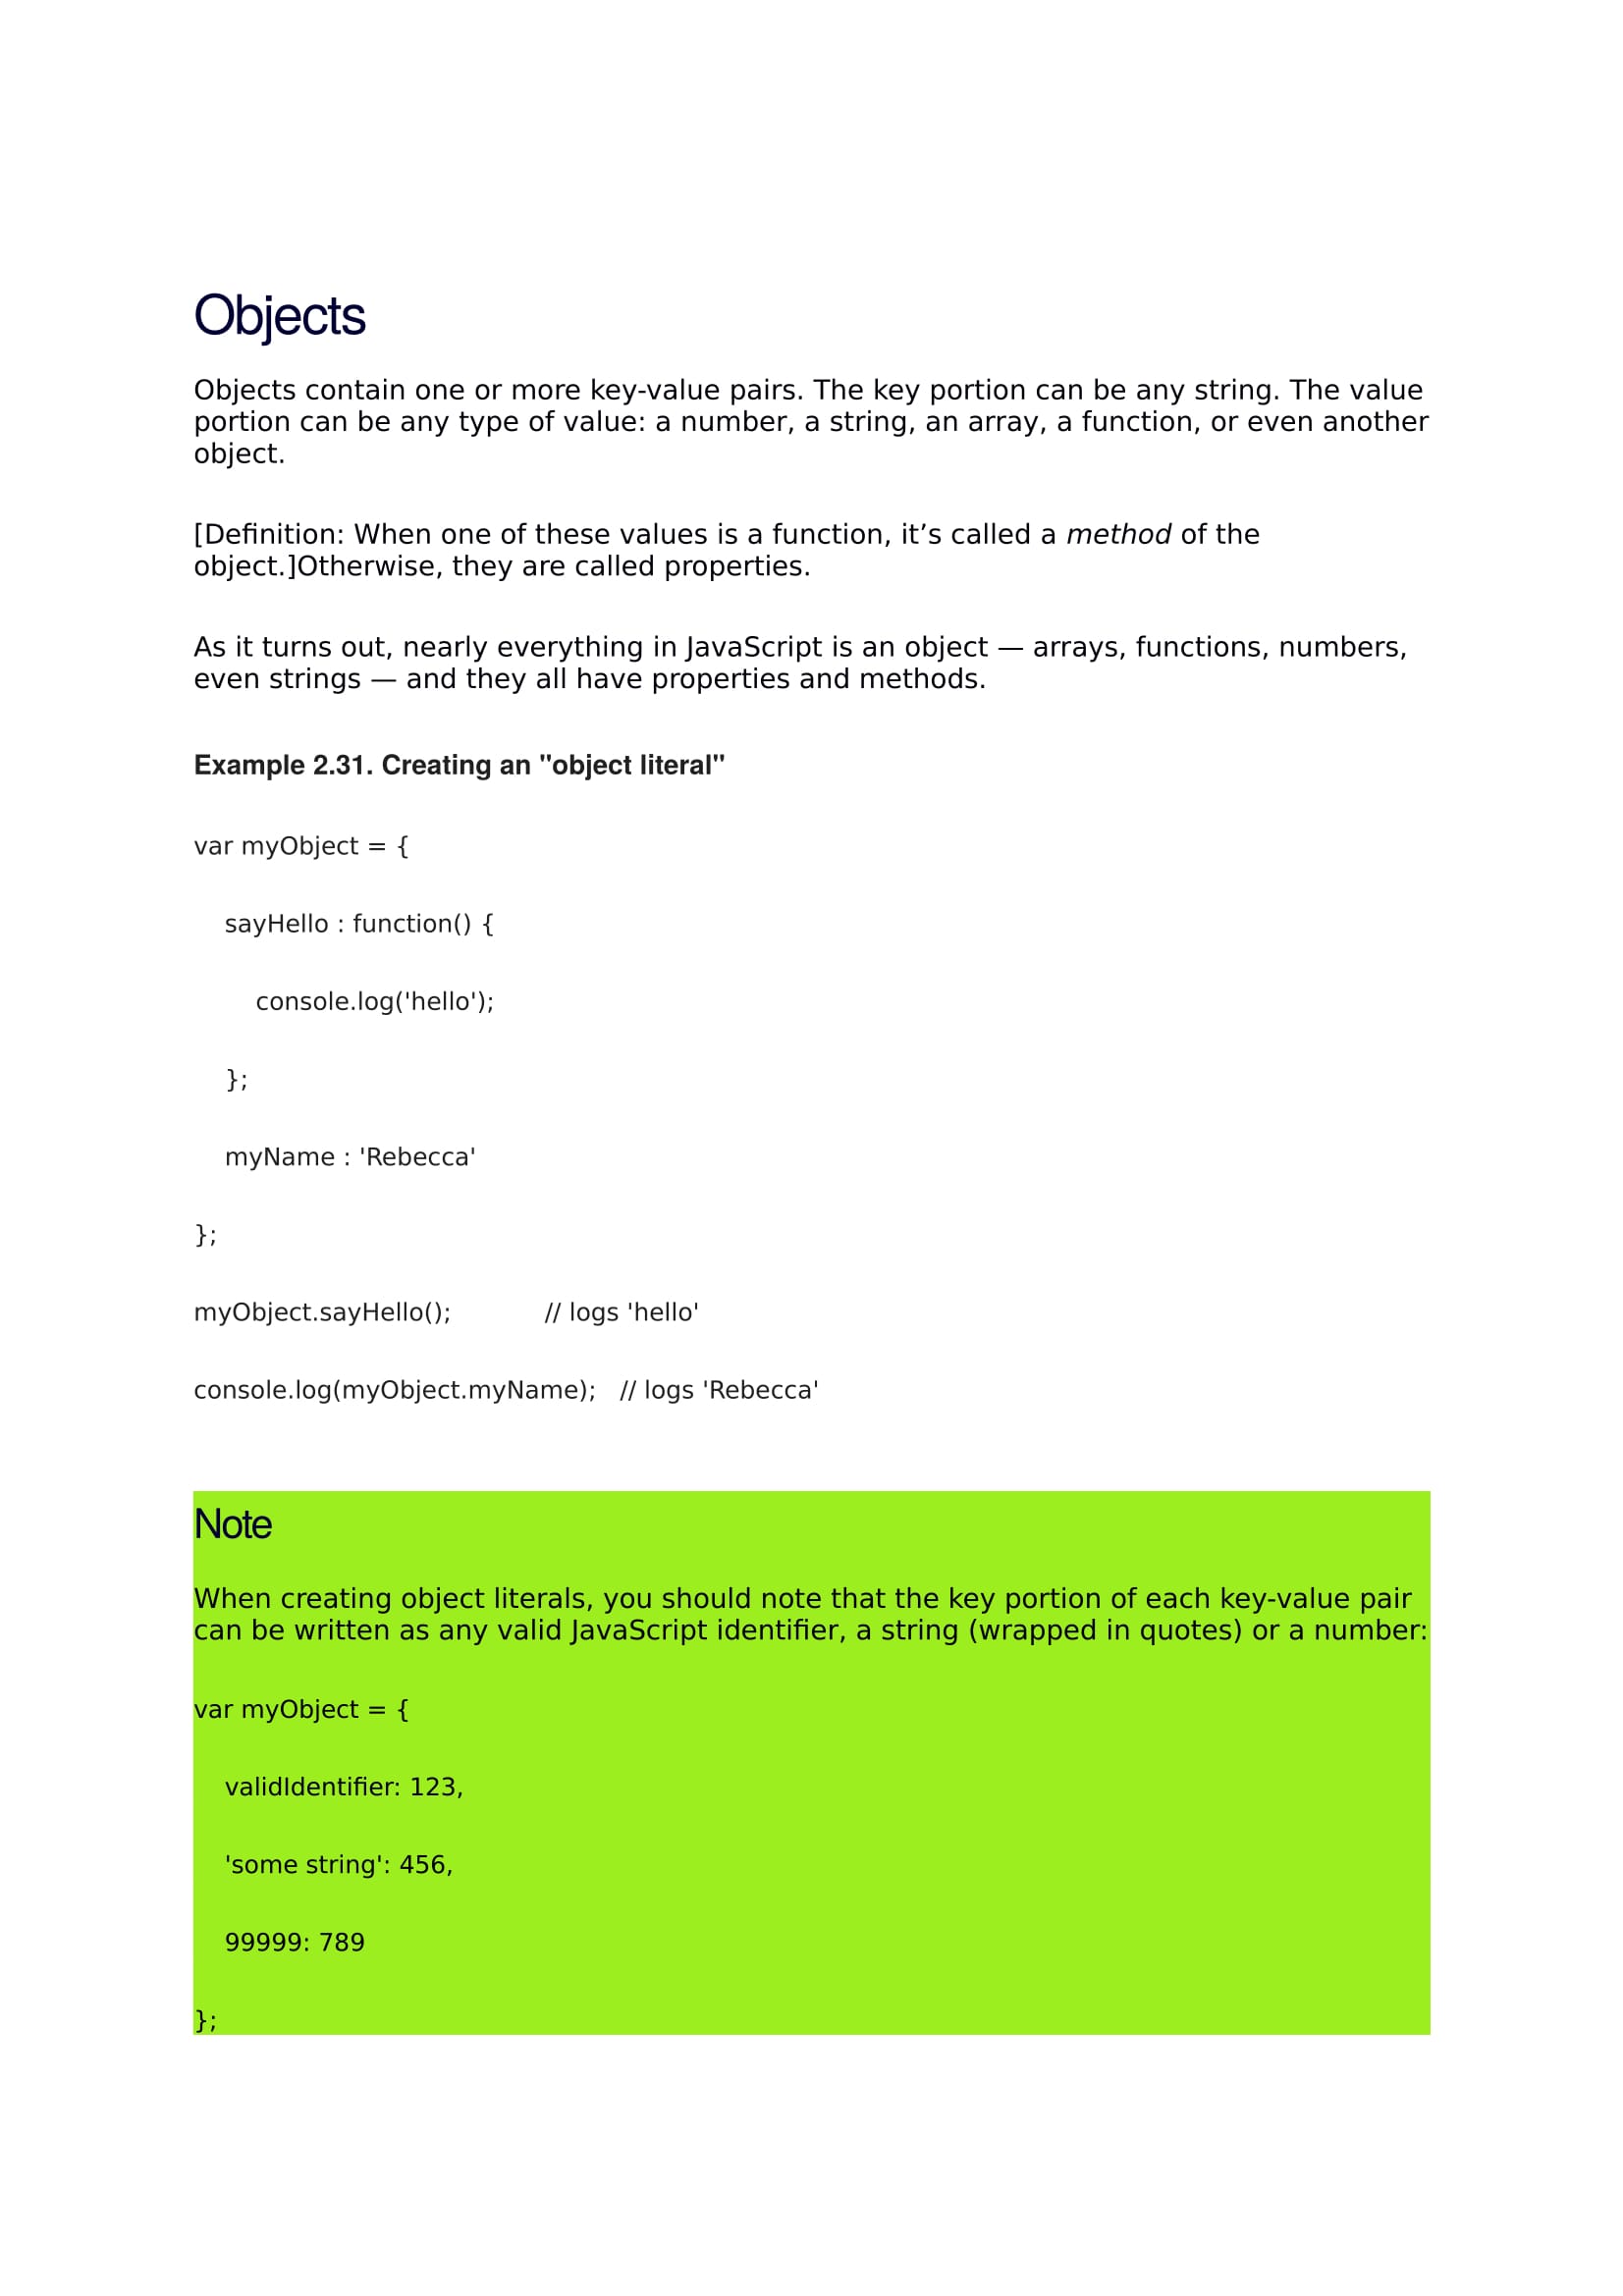 Objects
Objects contain one or more key-value pairs. The key portion can be any string. The value
portion can be any type of value: a number, a string, an array, a function, or even another
object.
[Definition: When one of these values is a function, it’s called a method of the
object.]Otherwise, they are called properties.
As it turns out, nearly everything in JavaScript is an object — arrays, functions, numbers,
even strings — and they all have properties and methods.
Example 2.31. Creating an "object literal"
var myObject = {
    sayHello : function() {
        console.log('hello');
    };
    myName : 'Rebecca'
};
myObject.sayHello();            // logs 'hello'
console.log(myObject.myName);   // logs 'Rebecca'
Note
When creating object literals, you should note that the key portion of each key-value pair
can be written as any valid JavaScript identifier, a string (wrapped in quotes) or a number:
var myObject = {
    validIdentifier: 123,
    'some string': 456,
    99999: 789
};